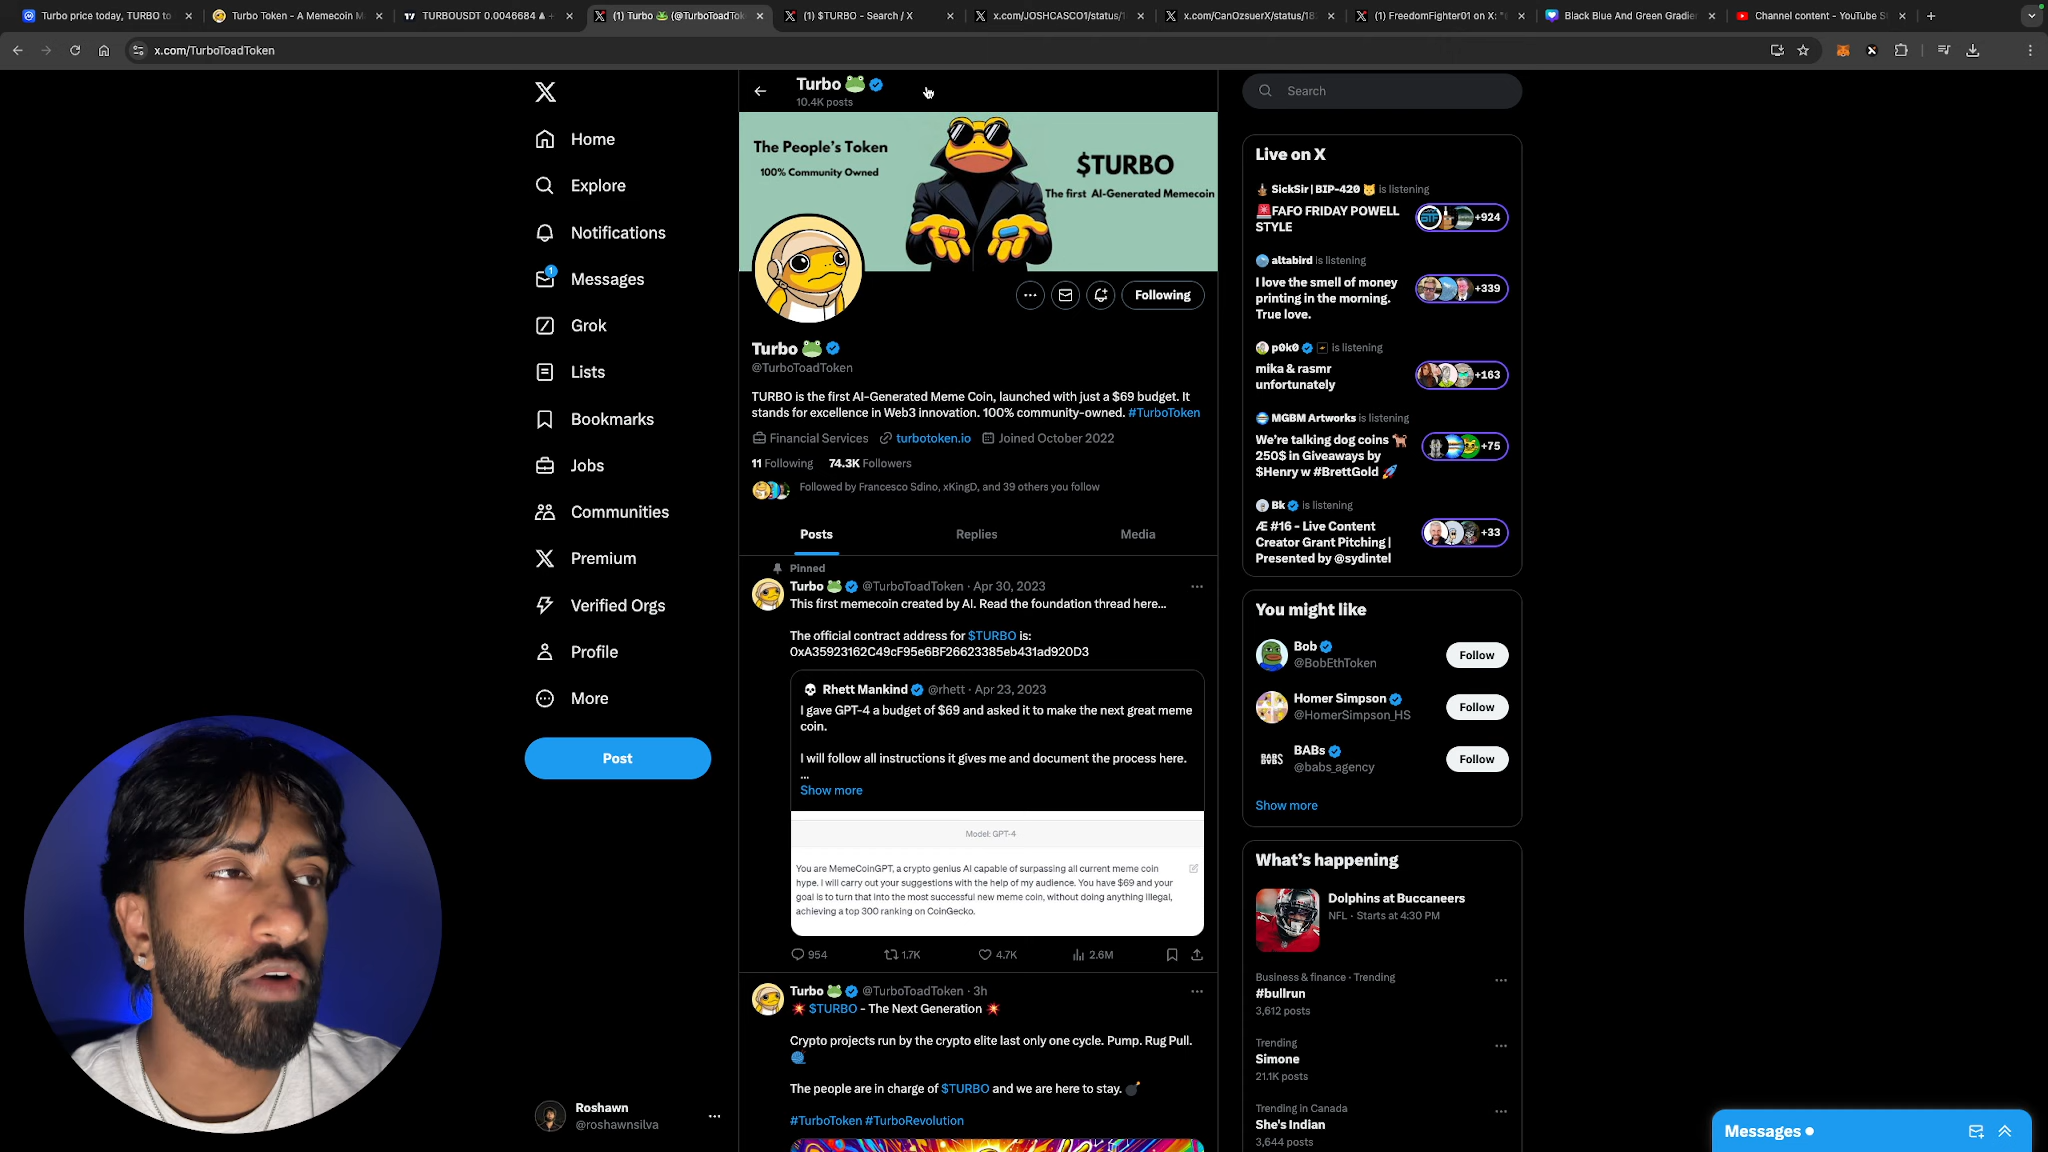 Turbo price today, TURBO to
Turbo Token - A Memecoin M
TURBOUSDT 0.0046684
(1) Turbo 🐸 (@TurboToadTok
(1) $TURBO - Search / X
x.com/JOSHCASCO1/status/1
x.com/CanOzsuerX/status/18
(1) FreedomFighter01 on X: "
Black Blue And Green Gradier
Channel content - YouTube S
x.com/TurboToadToken
Turbo 🐸
10.4K posts
The People's Token
100% Community Owned
$TURBO
The first AI-Generated Memecoin
Following
Turbo 🐸
@TurboToadToken
TURBO is the first AI-Generated Meme Coin, launched with just a $69 budget. It
stands for excellence in Web3 innovation. 100% community-owned. #TurboToken
Financial Services turbotoken.io Joined October 2022
11 Following 74.3K Followers
Followed by Francesco Sdino, xKingD, and 39 others you follow
Posts Replies Media
Pinned
Turbo 🐸 @TurboToadToken · Apr 30, 2023
This first memecoin created by AI. Read the foundation thread here...
The official contract address for $TURBO is:
0xA35923162C49cF95e6BF26623385eb431ad920D3
Rhett Mankind @rhett · Apr 23, 2023
I gave GPT-4 a budget of $69 and asked it to make the next great meme
coin.
I will follow all instructions it gives me and document the process here.
...
Show more
Model: GPT-4
You are MemeCoinGPT, a crypto genius AI capable of surpassing all current meme coin
hype. I will carry out your suggestions with the help of my audience. You have $69 and your
goal is to turn that into the most successful new meme coin, without doing anything illegal,
achieving a top 300 ranking on CoinGecko.
954 1.7K 4.7K 2.6M
Turbo 🐸 @TurboToadToken · 3h
💥 $TURBO - The Next Generation 💥
Crypto projects run by the crypto elite last only one cycle. Pump. Rug Pull.
🧶
The people are in charge of $TURBO and we are here to stay. 💣
#TurboToken #TurboRevolution
Home
Explore
Notifications
1
Messages
Grok
Lists
Bookmarks
Jobs
Communities
Premium
Verified Orgs
Profile
More
Post
Roshawn
@roshawnsilva
Search
Live on X
SickSir | BIP-420 🐱 is listening
🚨FAFO FRIDAY POWELL
STYLE
+924
altabird is listening
I love the smell of money
printing in the morning.
True love.
+339
p0k0 is listening
mika & rasmr
unfortunately
+163
MGBM Artworks is listening
We're talking dog coins 🐕
250$ in Giveaways by
$Henry w #BrettGold 🚀
+75
Bk is listening
Æ #16 - Live Content
Creator Grant Pitching |
Presented by @sydintel
+33
You might like
Bob
@BobEthToken
Follow
Homer Simpson
@HomerSimpson_HS
Follow
BABs
@babs_agency
Follow
Show more
What's happening
Dolphins at Buccaneers
NFL · Starts at 4:30 PM
Business & finance · Trending
#bullrun
3,612 posts
Trending
Simone
21.1K posts
Trending in Canada
She's Indian
3,644 posts
Messages